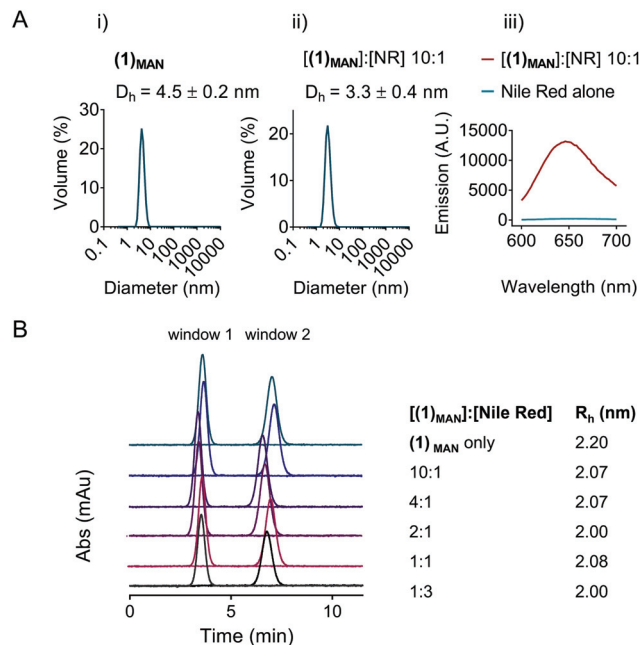 A
i)
ii)
iii)
(1)MAN
D_h = 4.5 ± 0.2 nm
[(1)MAN]:[NR] 10:1
D_h = 3.3 ± 0.4 nm
[(1)MAN]:[NR] 10:1
Nile Red alone
Volume (%)
30
20
10
0
0.1
1
10
100
1000
10000
Diameter (nm)
Volume (%)
20
10
0
0.1
1
10
100
1000
10000
Diameter (nm)
Emission (A.U.)
15000
10000
5000
0
600
650
700
Wavelength (nm)
B
window 1
window 2
Abs (mAu)
0
5
10
Time (min)
[(1)MAN]:[Nile Red] R_h (nm)
(1) MAN only 2.20
10:1 2.07
4:1 2.07
2:1 2.00
1:1 2.08
1:3 2.00